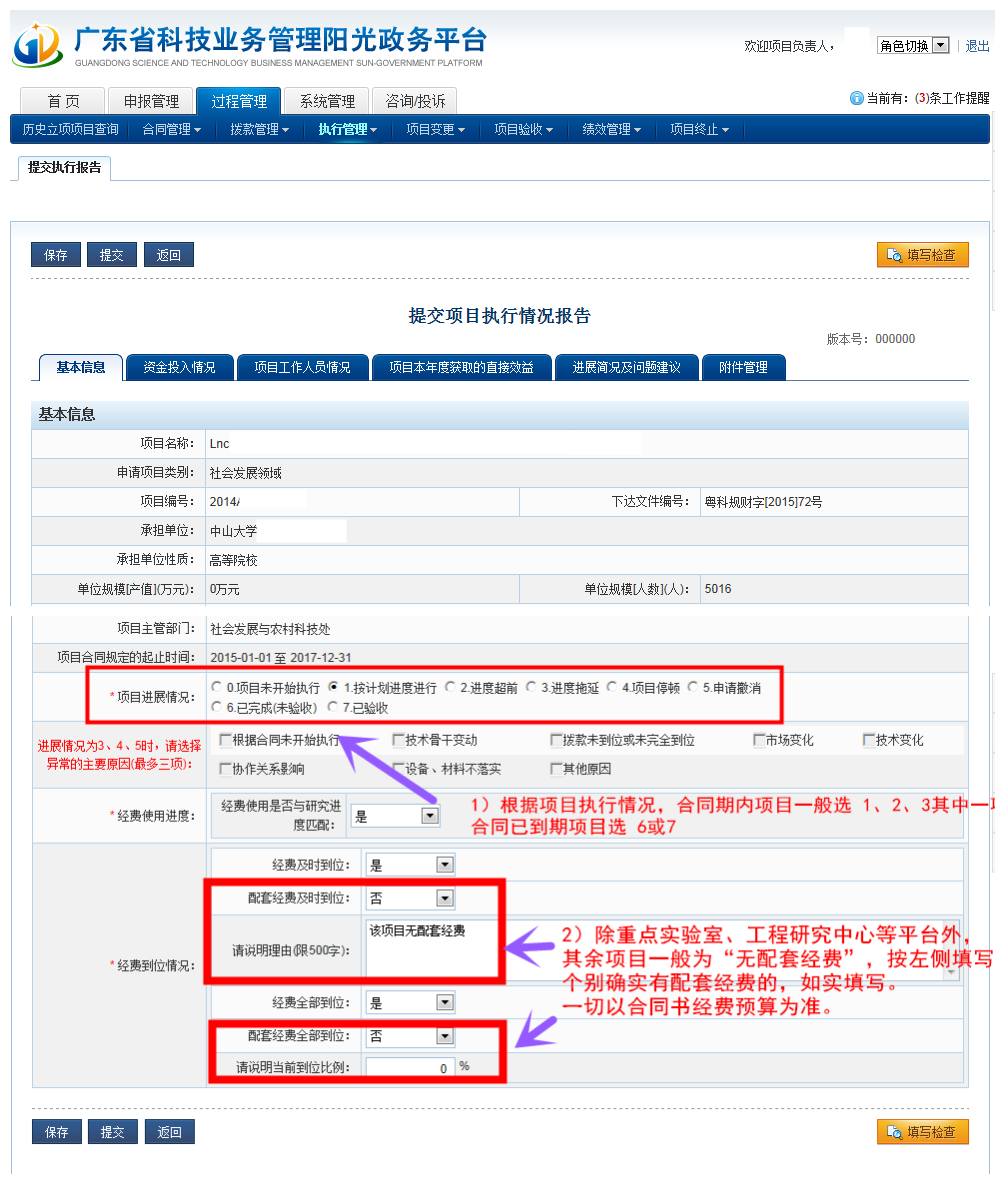 广东省科技业务管理阳光政务平台
GUANGDONG SCIENCE AND TECHNOLOGY BUSINESS MANAGEMENT SUN-GOVERNMENT PLATFORM
欢迎项目负责人, 角色切换 | 退出
首 页 申报管理 过程管理 系统管理 咨询/投诉
当前有：(3)条工作提醒
历史立项项目查询 合同管理 拨款管理 执行管理 项目变更 项目验收 绩效管理 项目终止
提交执行报告
保存 提交 返回 填写检查
提交项目执行情况报告
版本号：000000
基本信息 资金投入情况 项目工作人员情况 项目本年度获取的直接效益 进展简况及问题建议 附件管理
基本信息
项目名称： Lnc
申请项目类别： 社会发展领域
项目编号： 2014A 下达文件编号： 粤科规财字[2015]72号
承担单位： 中山大学
承担单位性质： 高等院校
单位规模[产值](万元)： 0万元 单位规模[人数](人)： 5016
项目主管部门： 社会发展与农村科技处
项目合同规定的起止时间： 2015-01-01 至 2017-12-31
*项目进展情况： 0.项目未开始执行 1.按计划进度进行 2.进度超前 3.进度拖延 4.项目停顿 5.申请撤消
6.已完成(未验收) 7.已验收
进展情况为3、4、5时，请选择异常的主要原因(最多三项)： 根据合同未开始执行 技术骨干变动 拨款未到位或未完全到位 市场变化 技术变化
协作关系影响 设备、材料不落实 其他原因
*经费使用进度： 经费使用是否与研究进度匹配： 是
1）根据项目执行情况，合同期内项目一般选 1、2、3其中一项
合同已到期项目选 6或7
*经费到位情况： 经费及时到位： 是
配套经费及时到位： 否
请说明理由(限500字)： 该项目无配套经费
2）除重点实验室、工程研究中心等平台外，
其余项目一般为“无配套经费”，按左侧填写
个别确实有配套经费的，如实填写。
一切以合同书经费预算为准。
经费全部到位： 是
配套经费全部到位： 否
请说明当前到位比例： 0 %
保存 提交 返回 填写检查